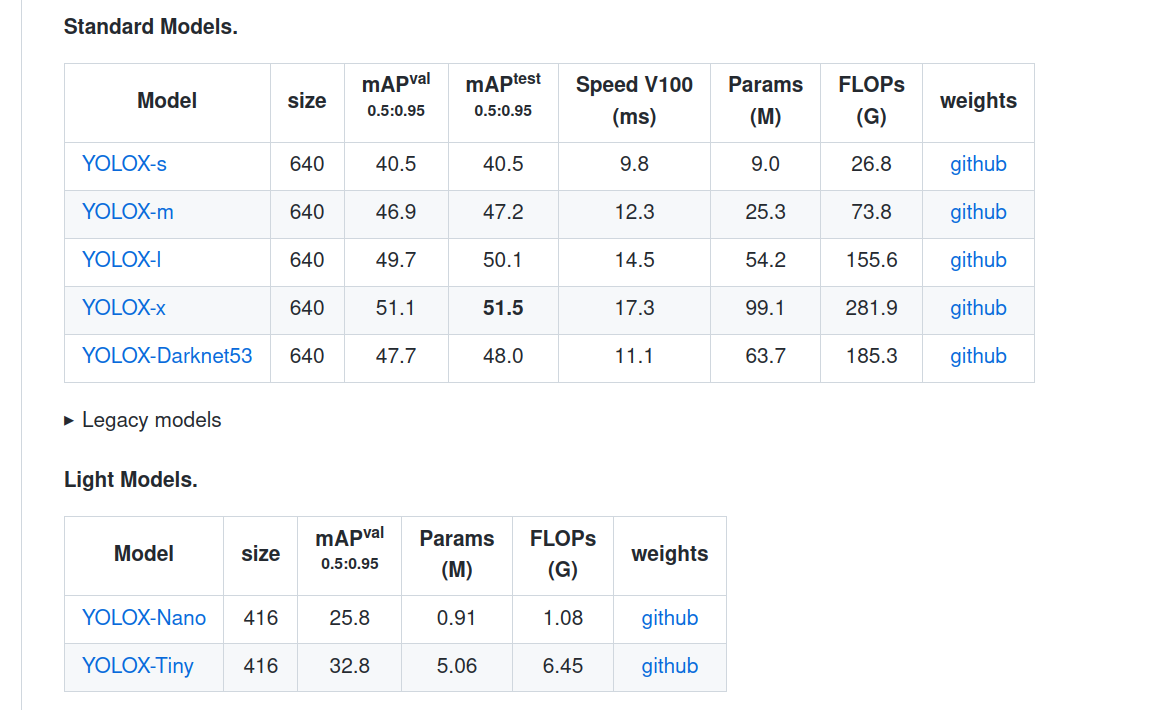 Standard Models.
Model size mAPval 0.5:0.95 mAPtest 0.5:0.95 Speed V100 (ms) Params (M) FLOPs (G) weights
YOLOX-s 640 40.5 40.5 9.8 9.0 26.8 github
YOLOX-m 640 46.9 47.2 12.3 25.3 73.8 github
YOLOX-l 640 49.7 50.1 14.5 54.2 155.6 github
YOLOX-x 640 51.1 51.5 17.3 99.1 281.9 github
YOLOX-Darknet53 640 47.7 48.0 11.1 63.7 185.3 github
▸ Legacy models
Light Models.
Model size mAPval 0.5:0.95 Params (M) FLOPs (G) weights
YOLOX-Nano 416 25.8 0.91 1.08 github
YOLOX-Tiny 416 32.8 5.06 6.45 github